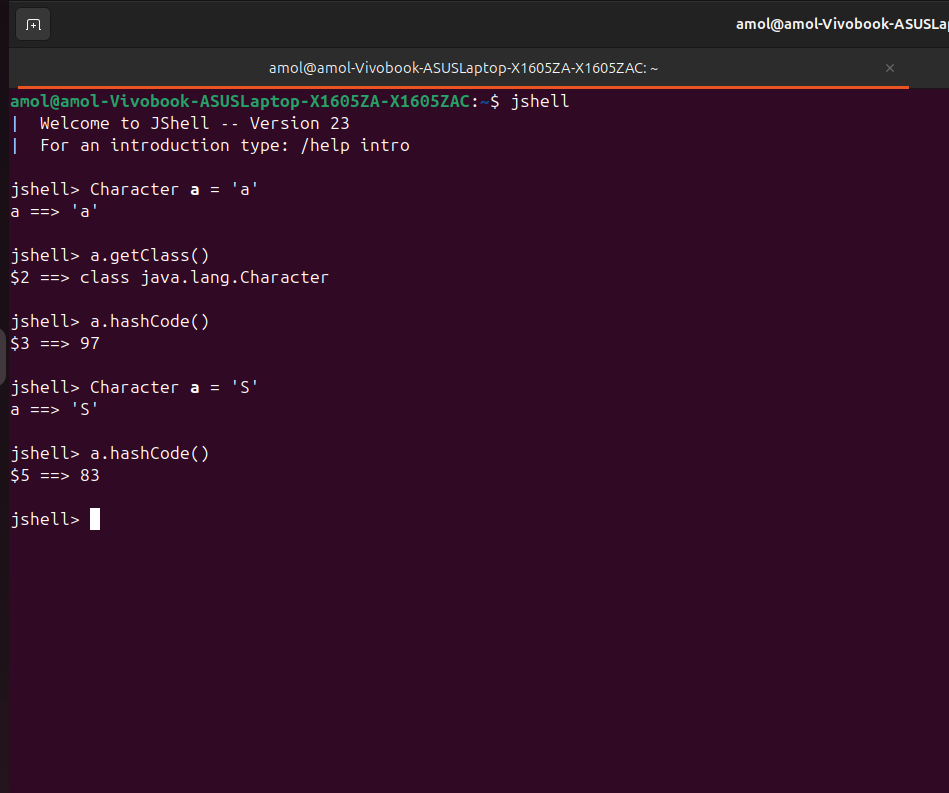 amol@amol-Vivobook-ASUSLap
amol@amol-Vivobook-ASUSLaptop-X1605ZA-X1605ZAC: ~
amol@amol-Vivobook-ASUSLaptop-X1605ZA-X1605ZAC:~$ jshell
|  Welcome to JShell -- Version 23
|  For an introduction type: /help intro
jshell> Character a = 'a'
a ==> 'a'
jshell> a.getClass()
$2 ==> class java.lang.Character
jshell> a.hashCode()
$3 ==> 97
jshell> Character a = 'S'
a ==> 'S'
jshell> a.hashCode()
$5 ==> 83
jshell>